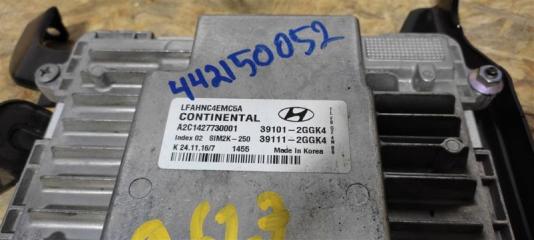 442150052
LFAHNC4EMC5A
CONTINENTAL
A2C1427730001 39101-2GGK4
Index 02 SIM2K-250 39111-2GGK4
K 24.11.16/7 1455 Made in Korea